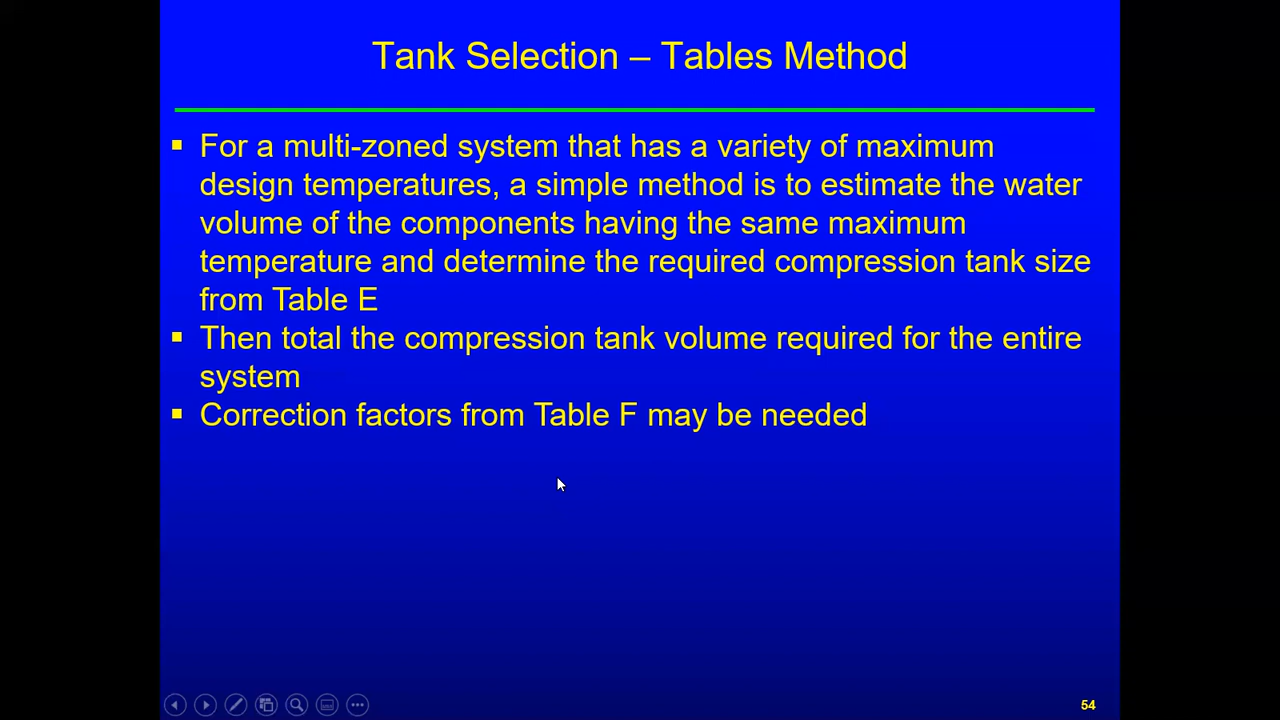 Tank Selection – Tables Method
▪ For a multi-zoned system that has a variety of maximum
design temperatures, a simple method is to estimate the water
volume of the components having the same maximum
temperature and determine the required compression tank size
from Table E
▪ Then total the compression tank volume required for the entire
system
▪ Correction factors from Table F may be needed
54